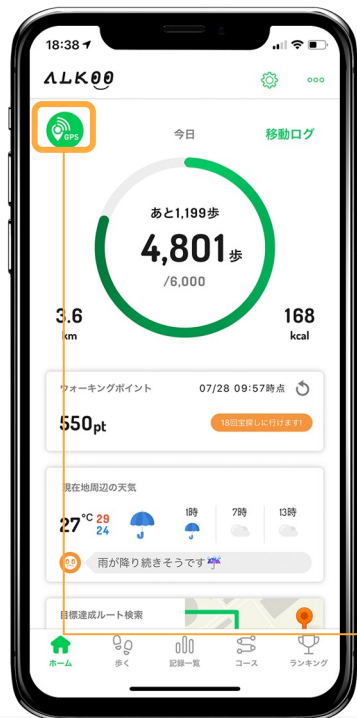 18:38
ALKOO
GPS
今日
移動ログ
あと1,199歩
4,801歩
/6,000
3.6
km
168
kcal
ウォーキングポイント
07/28 09:57時点
550pt
18回宝探しに行けます!
現在地周辺の天気
27℃
29
24
1時
7時
13時
雨が降り続きそうです
目標達成ルート検索
ホーム
歩く
記録一覧
コース
ランキング